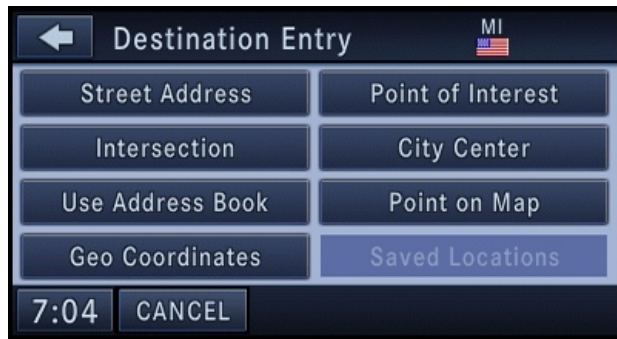 Destination Entry
MI
Street Address
Point of Interest
Intersection
City Center
Use Address Book
Point on Map
Geo Coordinates
Saved Locations
7:04
CANCEL